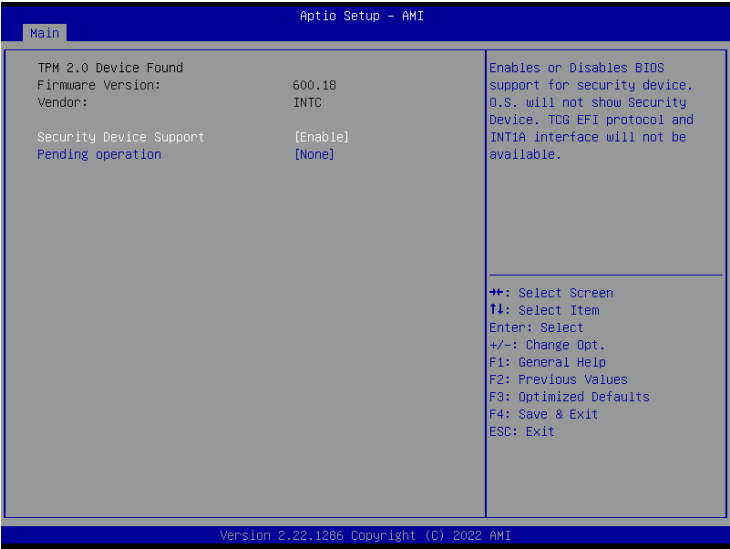 Aptio Setup – AMI
Main
TPM 2.0 Device Found
Firmware Version: 600.18
Vendor: INTC
Security Device Support [Enable]
Pending operation [None]
Enables or Disables BIOS
support for security device.
O.S. will not show Security
Device. TCG EFI protocol and
INT1A interface will not be
available.
→←: Select Screen
↑↓: Select Item
Enter: Select
+/-: Change Opt.
F1: General Help
F2: Previous Values
F3: Optimized Defaults
F4: Save & Exit
ESC: Exit
Version 2.22.1286 Copyright (C) 2022 AMI